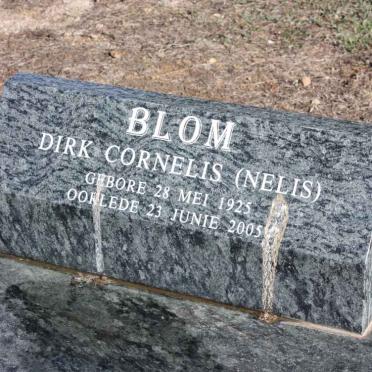 BLOM
DIRK CORNELIS (NELIS)
GEBORE 28 MEI 1925
OORLEDE 23 JUNIE 2005